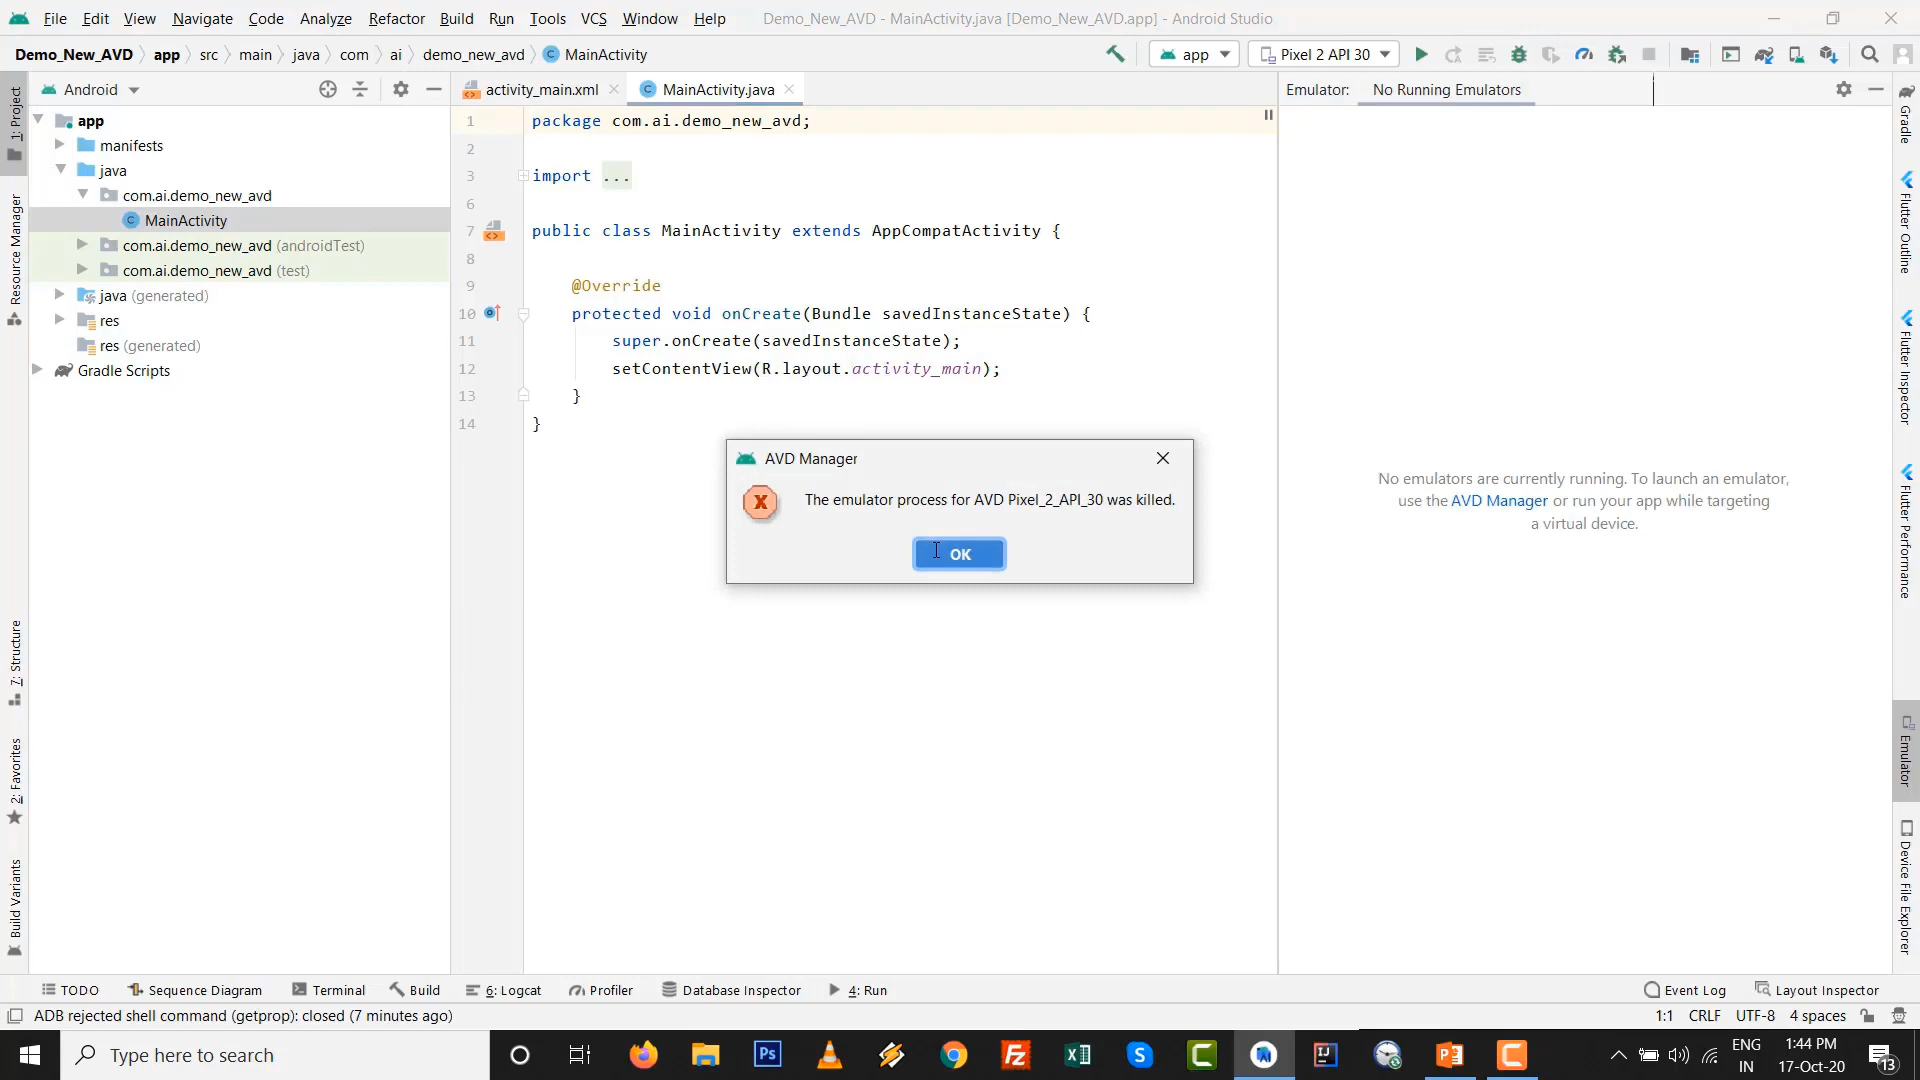 File Edit View Navigate Code Analyze Refactor Build Run Tools VCS Window Help Demo_New_AVD - MainActivity.java [Demo_New_AVD.app] - Android Studio
Demo_New_AVD app src main java com ai demo_new_avd MainActivity app Pixel 2 API 30
Android activity_main.xml MainActivity.java Emulator: No Running Emulators
1: Project
Resource Manager
7: Structure
2: Favorites
Build Variants
app
manifests
java
com.ai.demo_new_avd
MainActivity
com.ai.demo_new_avd (androidTest)
com.ai.demo_new_avd (test)
java (generated)
res
res (generated)
Gradle Scripts
1 package com.ai.demo_new_avd;
2
3 import ...
6
7 public class MainActivity extends AppCompatActivity {
8
9 @Override
10 protected void onCreate(Bundle savedInstanceState) {
11 super.onCreate(savedInstanceState);
12 setContentView(R.layout.activity_main);
13 }
14 }
AVD Manager
The emulator process for AVD Pixel_2_API_30 was killed.
OK
No emulators are currently running. To launch an emulator,
use the AVD Manager or run your app while targeting
a virtual device.
Gradle
Flutter Outline
Flutter Inspector
Flutter Performance
Emulator
Device File Explorer
TODO Sequence Diagram Terminal Build 6: Logcat Profiler Database Inspector 4: Run Event Log Layout Inspector
ADB rejected shell command (getprop): closed (7 minutes ago) 1:1 CRLF UTF-8 4 spaces
Type here to search
ENG
IN
1:44 PM
17-Oct-20
13